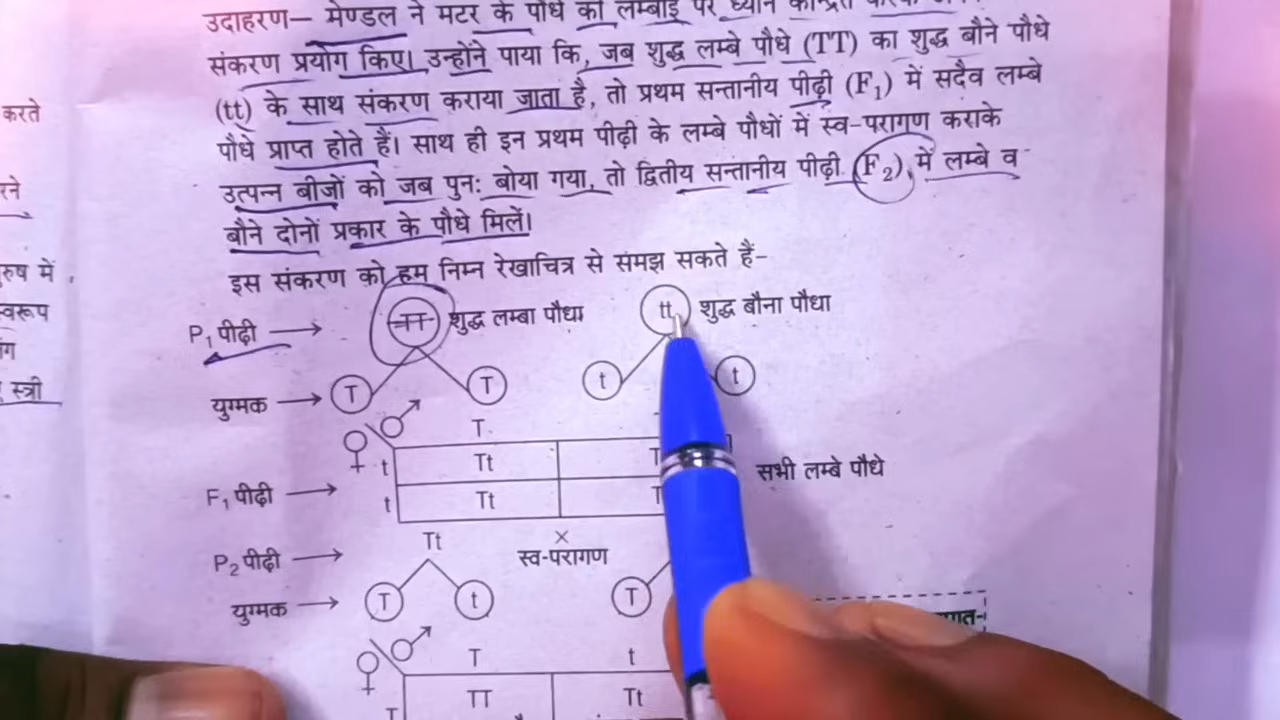 उदाहरण– मेण्डल ने मटर के पौधे की लम्बाई पर ध्यान केन्द्रित करके
संकरण प्रयोग किए। उन्होंने पाया कि, जब शुद्ध लम्बे पौधे (TT) का शुद्ध बौने पौधे
करते
(tt) के साथ संकरण कराया जाता है, तो प्रथम सन्तानीय पीढ़ी (F₁) में सदैव लम्बे
पौधे प्राप्त होते हैं। साथ ही इन प्रथम पीढ़ी के लम्बे पौधों में स्व-परागण कराके
रने
उत्पन्न बीजों को जब पुनः बोया गया, तो द्वितीय सन्तानीय पीढ़ी (F₂) में लम्बे व
बौने दोनों प्रकार के पौधे मिलें।
रुष में
इस संकरण को हम निम्न रेखाचित्र से समझ सकते हैं–
स्वरूप
P₁ पीढ़ी → TT शुद्ध लम्बा पौधा tt शुद्ध बौना पौधा
ंग
स्त्री
युग्मक → T T t t
♀ ♂ T
t Tt T
F₁ पीढ़ी → t Tt T
सभी लम्बे पौधे
P₂ पीढ़ी → Tt × स्व-परागण
युग्मक → T t T
♀ ♂ T t
T TT Tt